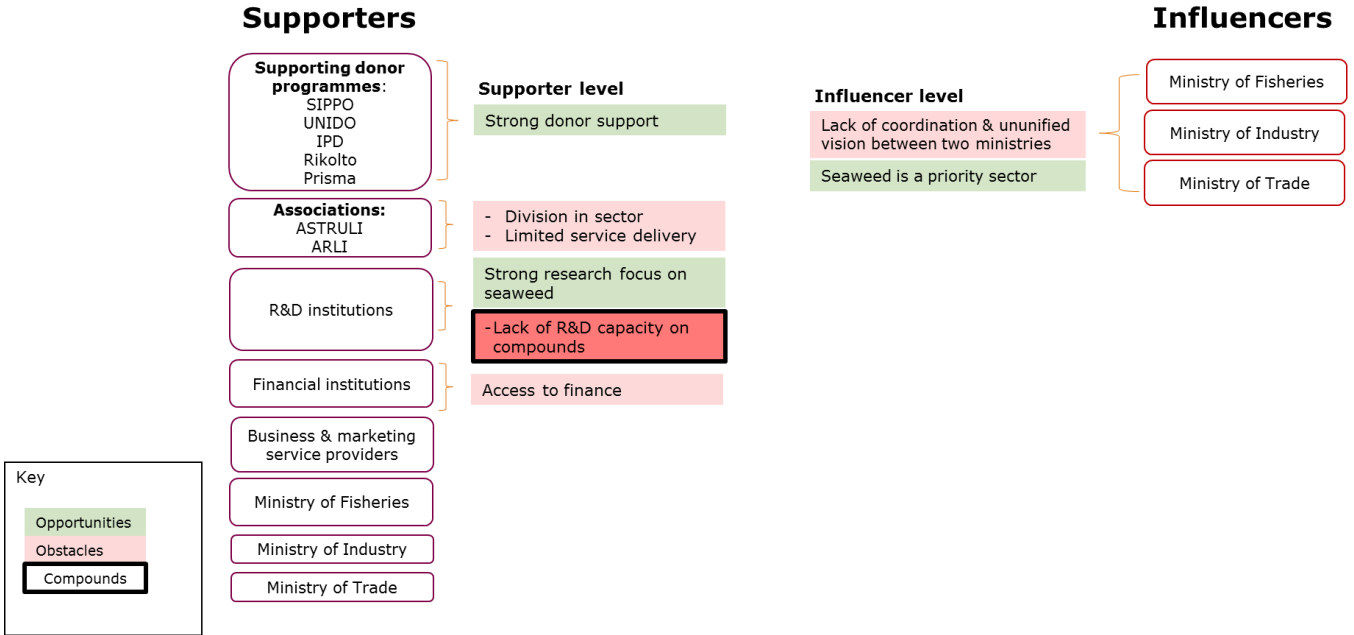 Supporters
Supporting donor
programmes:
SIPPO
UNIDO
IPD
Rikolto
Prisma
Associations:
ASTRULI
ARLI
R&D institutions
Financial institutions
Business & marketing
service providers
Ministry of Fisheries
Ministry of Industry
Ministry of Trade
Supporter level
Strong donor support
- Division in sector
- Limited service delivery
Strong research focus on
seaweed
-Lack of R&D capacity on
compounds
Access to finance
Influencers
Influencer level
Lack of coordination & ununified
vision between two ministries
Seaweed is a priority sector
Ministry of Fisheries
Ministry of Industry
Ministry of Trade
Key
Opportunities
Obstacles
Compounds